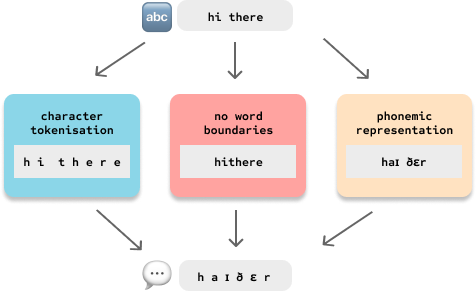 abc
hi there
character
tokenisation
h i  t h e r e
no word
boundaries
hithere
phonemic
representation
haɪ ðɛr
h a ɪ ð ɛ r